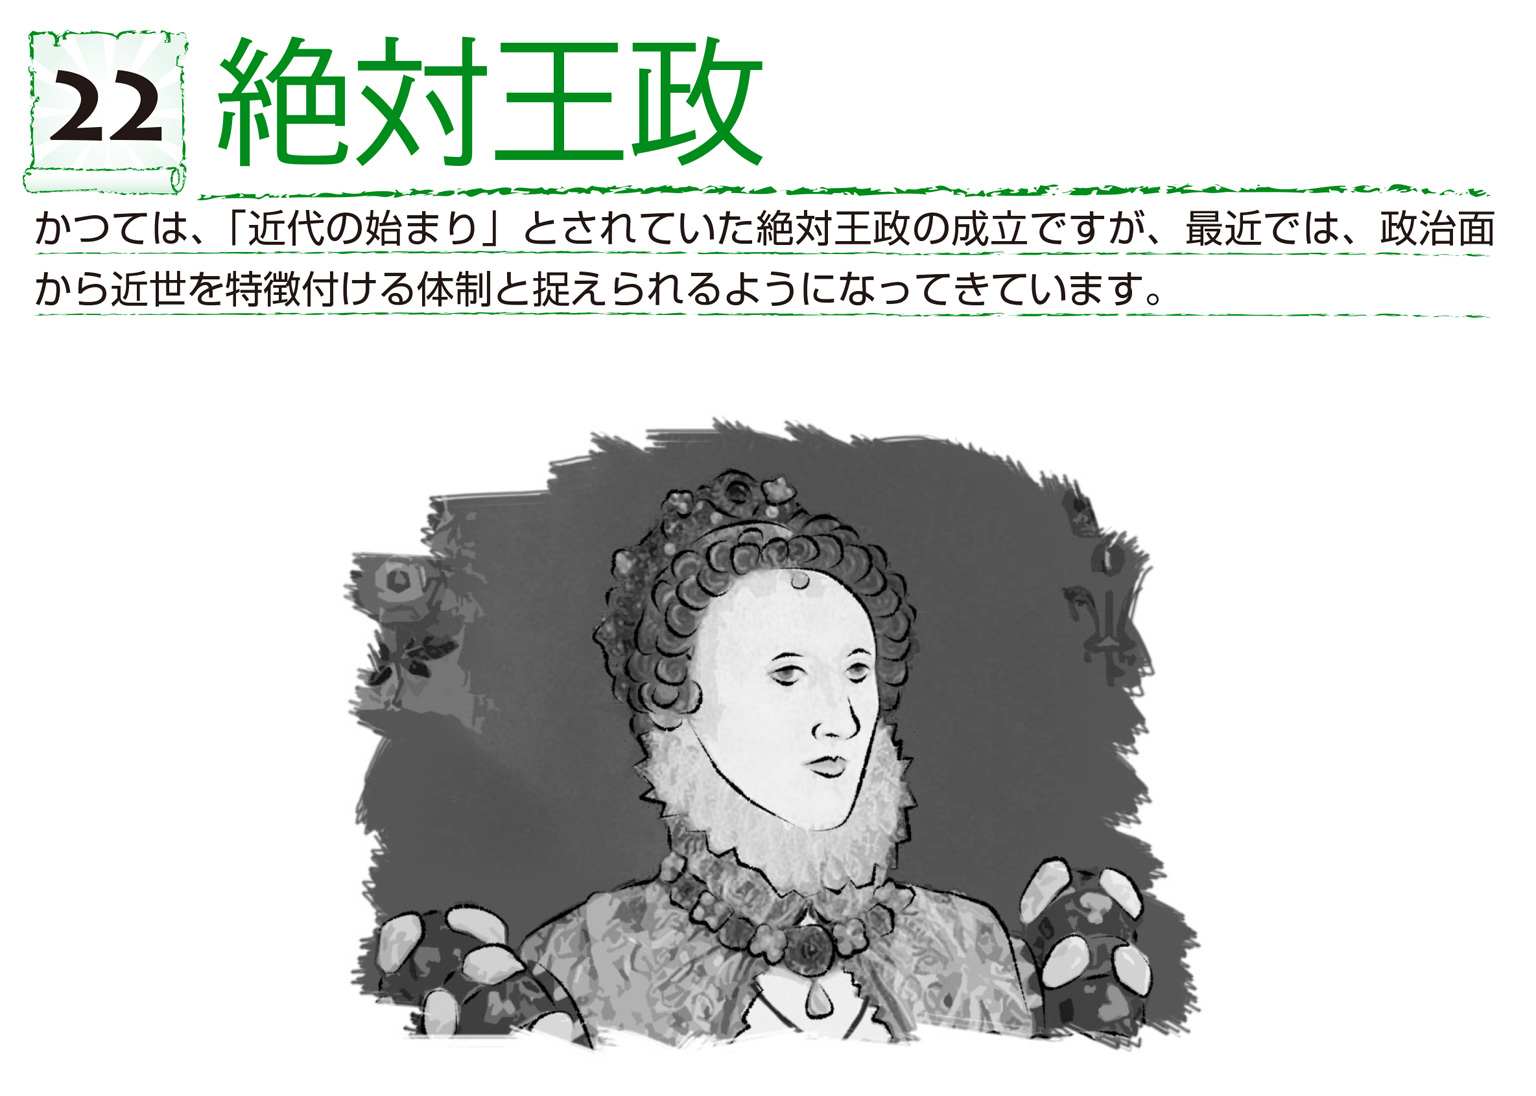 22 絶対王政
かつては、「近代の始まり」とされていた絶対王政の成立ですが、最近では、政治面
から近世を特徴付ける体制と捉えられるようになってきています。